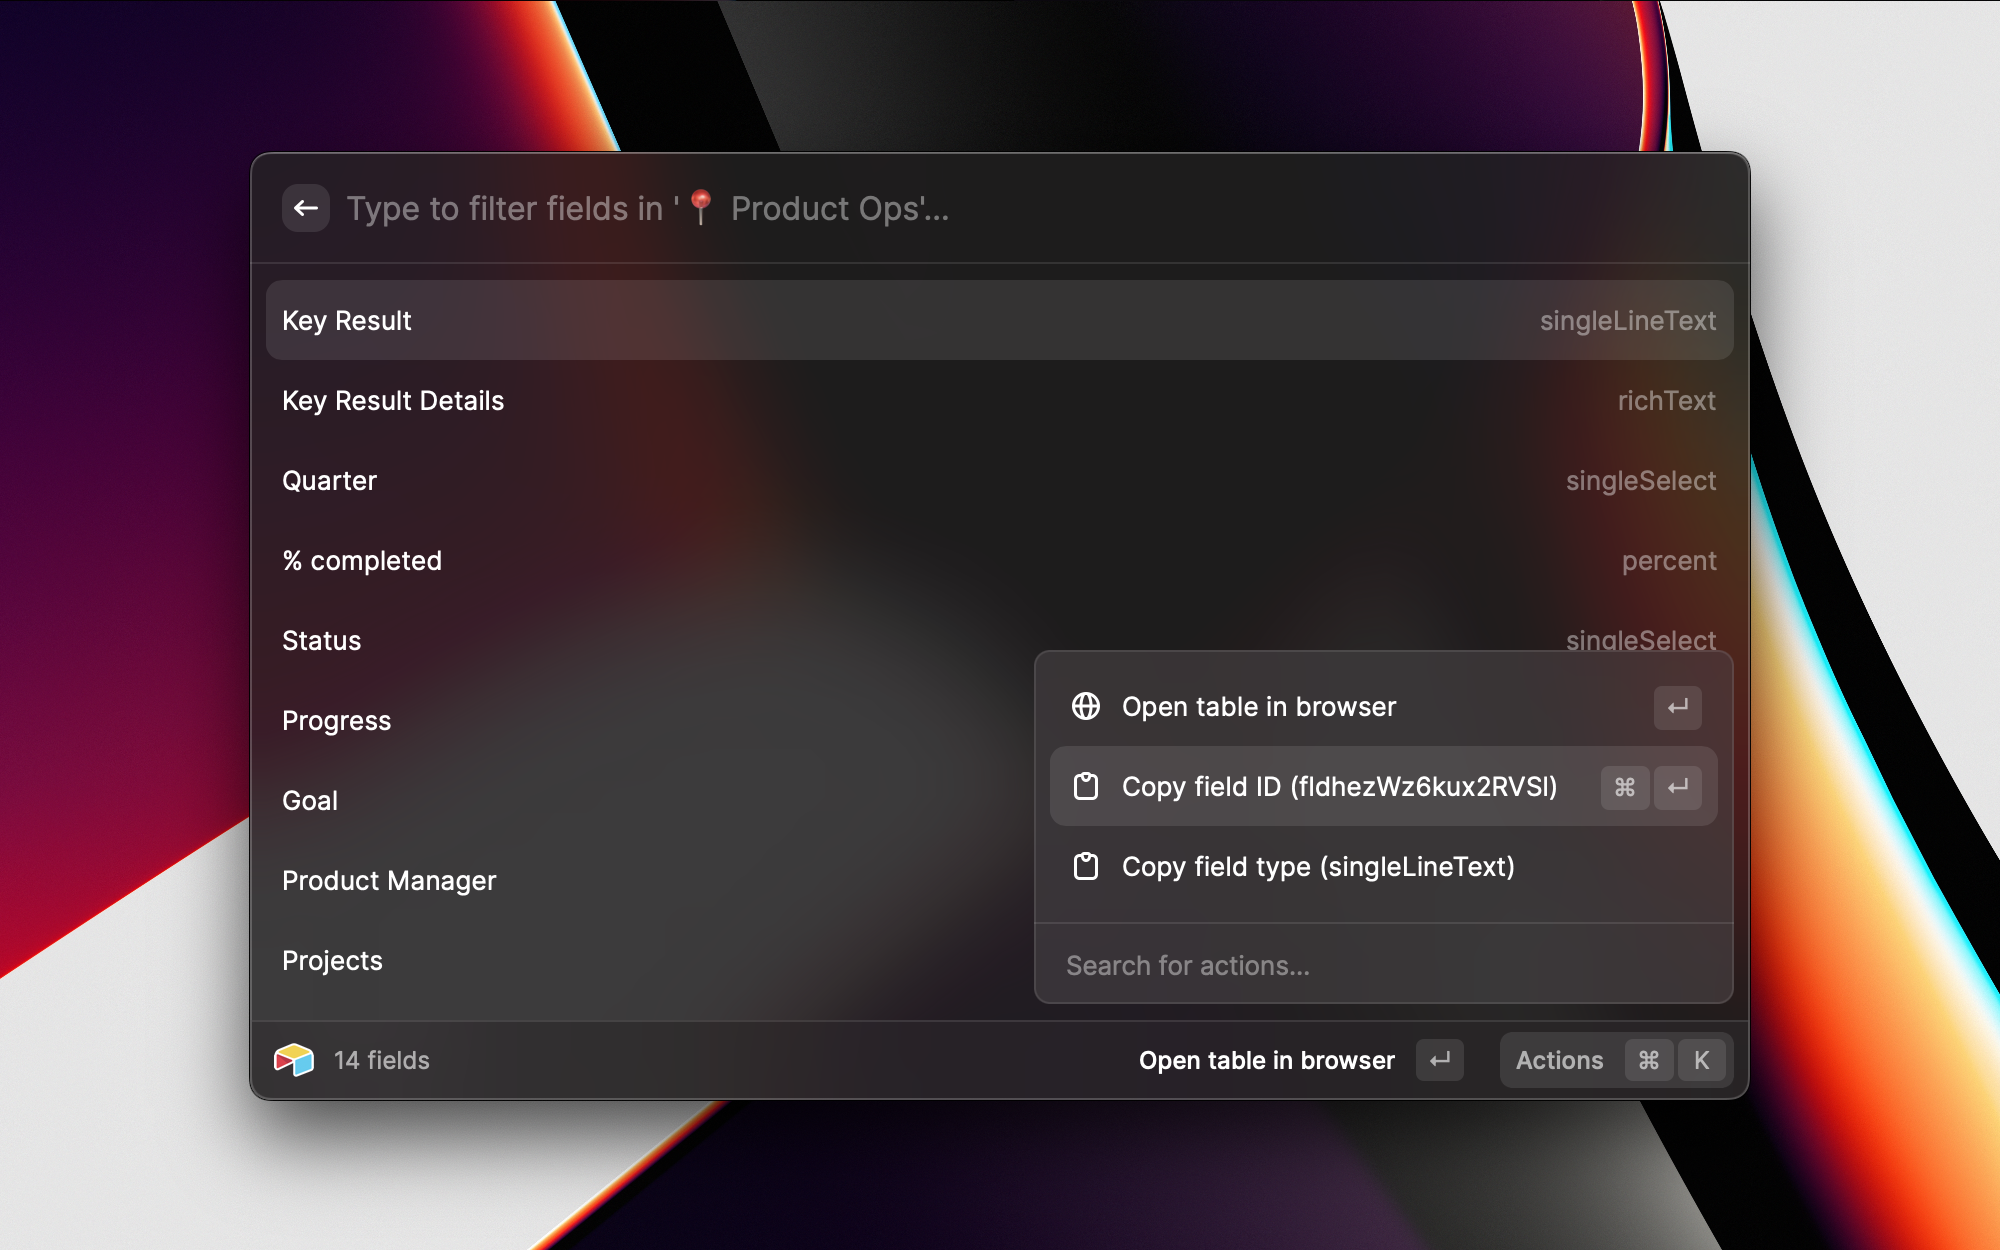 Type to filter fields in '📍 Product Ops'...
Key Result singleLineText
Key Result Details richText
Quarter singleSelect
% completed percent
Status singleSelect
Progress
Goal
Product Manager
Projects
Open table in browser
Copy field ID (fldhezWz6kux2RVSl) ⌘
Copy field type (singleLineText)
Search for actions...
14 fields
Open table in browser
Actions ⌘ K